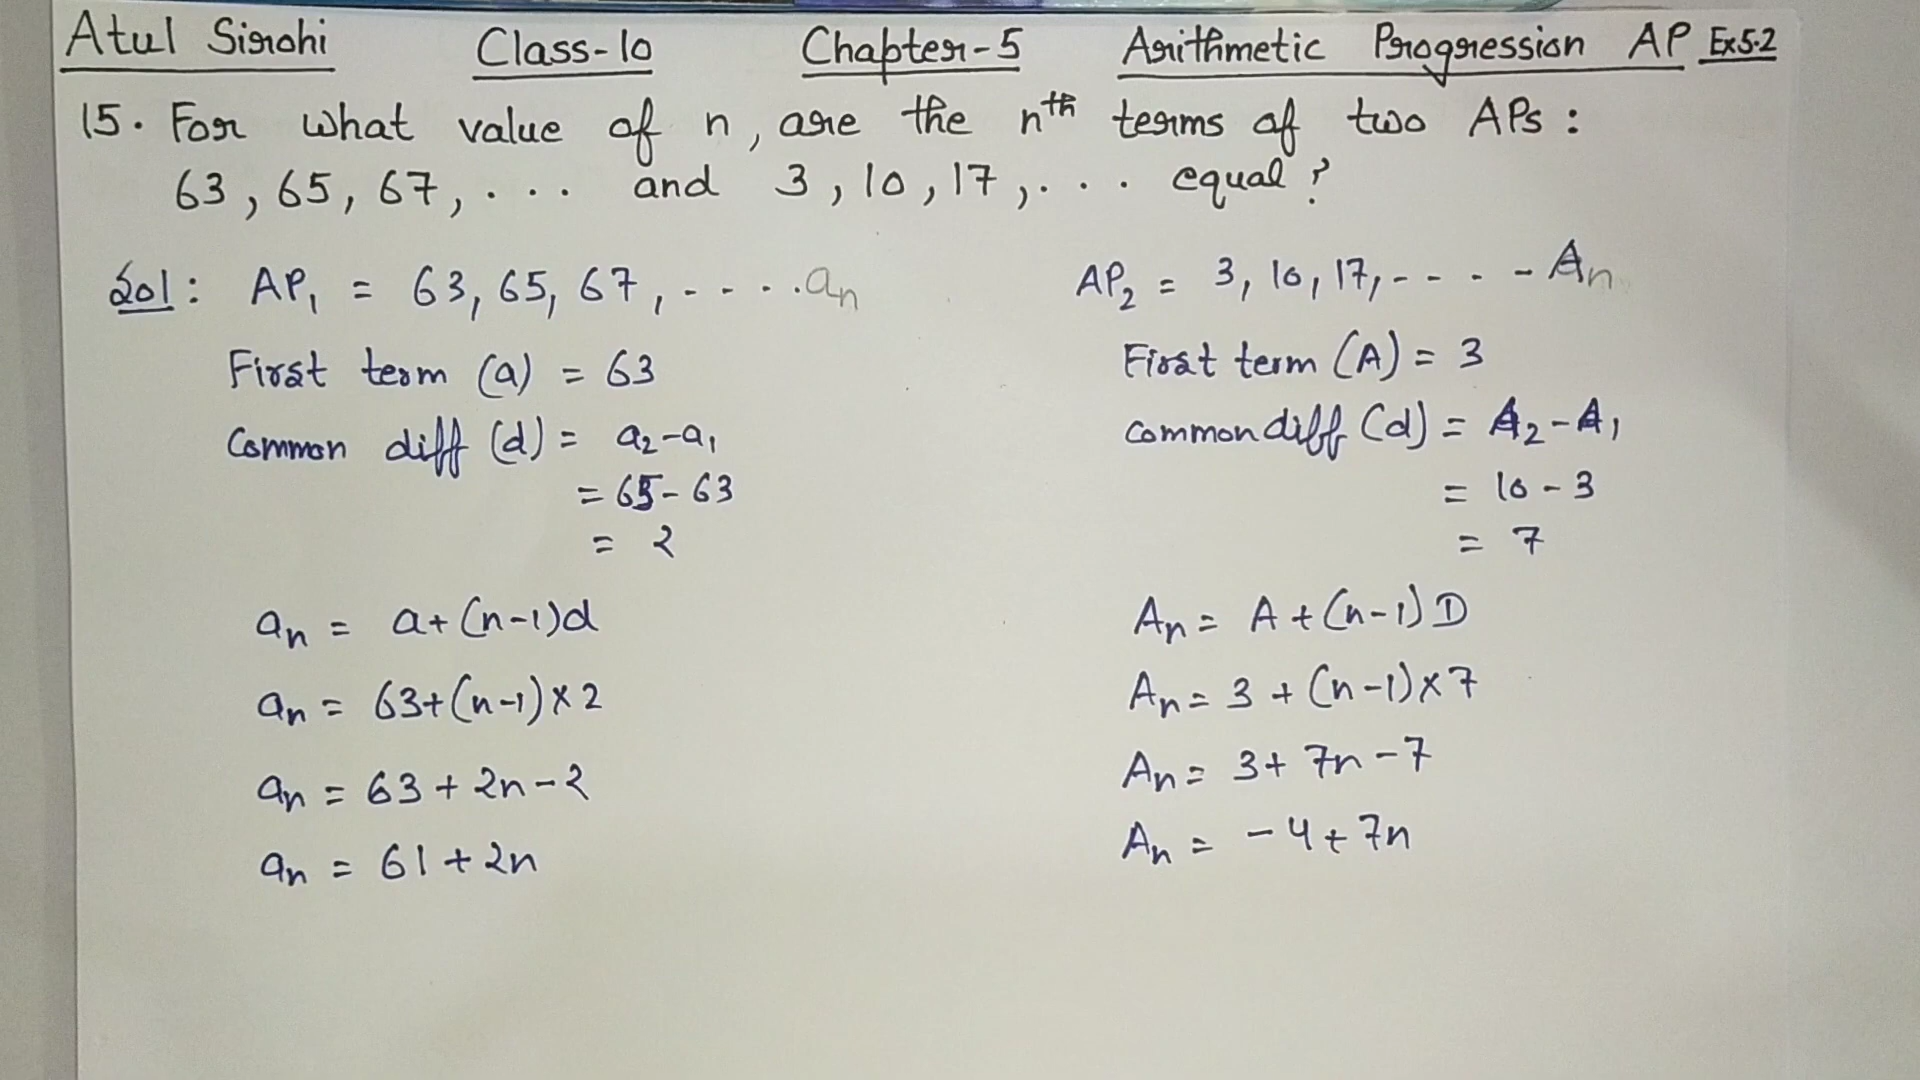 Atul Sirohi Class-10 Chapter-5 Arithmetic Progression AP Ex5.2
15. For what value of n, are the nth terms of two APs :
63, 65, 67, . . . and 3, 10, 17, . . . equal ?
Sol : AP₁ = 63, 65, 67, - - - . . aₙ
First term (a) = 63
Common diff (d) = a₂-a₁
= 65-63
= 2
aₙ = a+(n-1)d
aₙ = 63+(n-1)×2
aₙ = 63+2n-2
aₙ = 61+2n
AP₂ = 3, 10, 17, - - - - - Aₙ
First term (A) = 3
common diff (d) = A₂-A₁
= 10-3
= 7
Aₙ = A+(n-1)D
Aₙ = 3+(n-1)×7
Aₙ = 3+7n-7
Aₙ = -4+7n